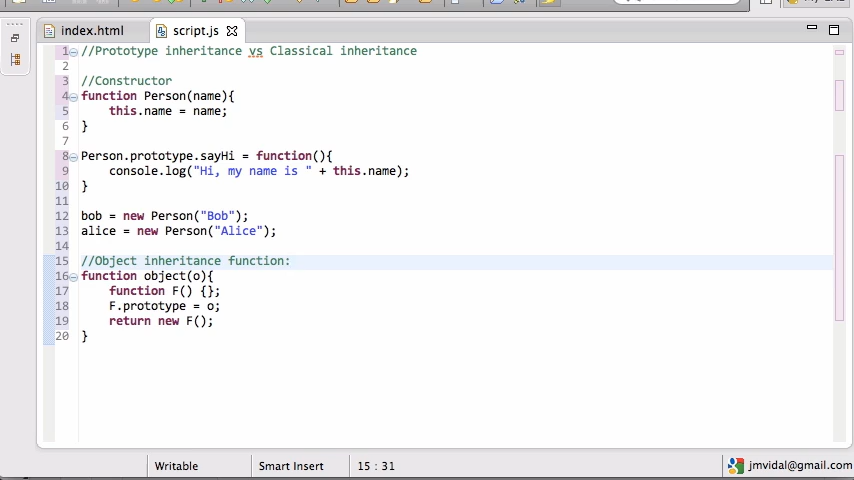 index.html
script.js
1 //Prototype inheritance vs Classical inheritance
2
3 //Constructor
4 function Person(name){
5 this.name = name;
6 }
7
8 Person.prototype.sayHi = function(){
9 console.log("Hi, my name is " + this.name);
10 }
11
12 bob = new Person("Bob");
13 alice = new Person("Alice");
14
15 //Object inheritance function:
16 function object(o){
17 function F() {};
18 F.prototype = o;
19 return new F();
20 }
Writable Smart Insert 15 : 31 jmvidal@gmail.com